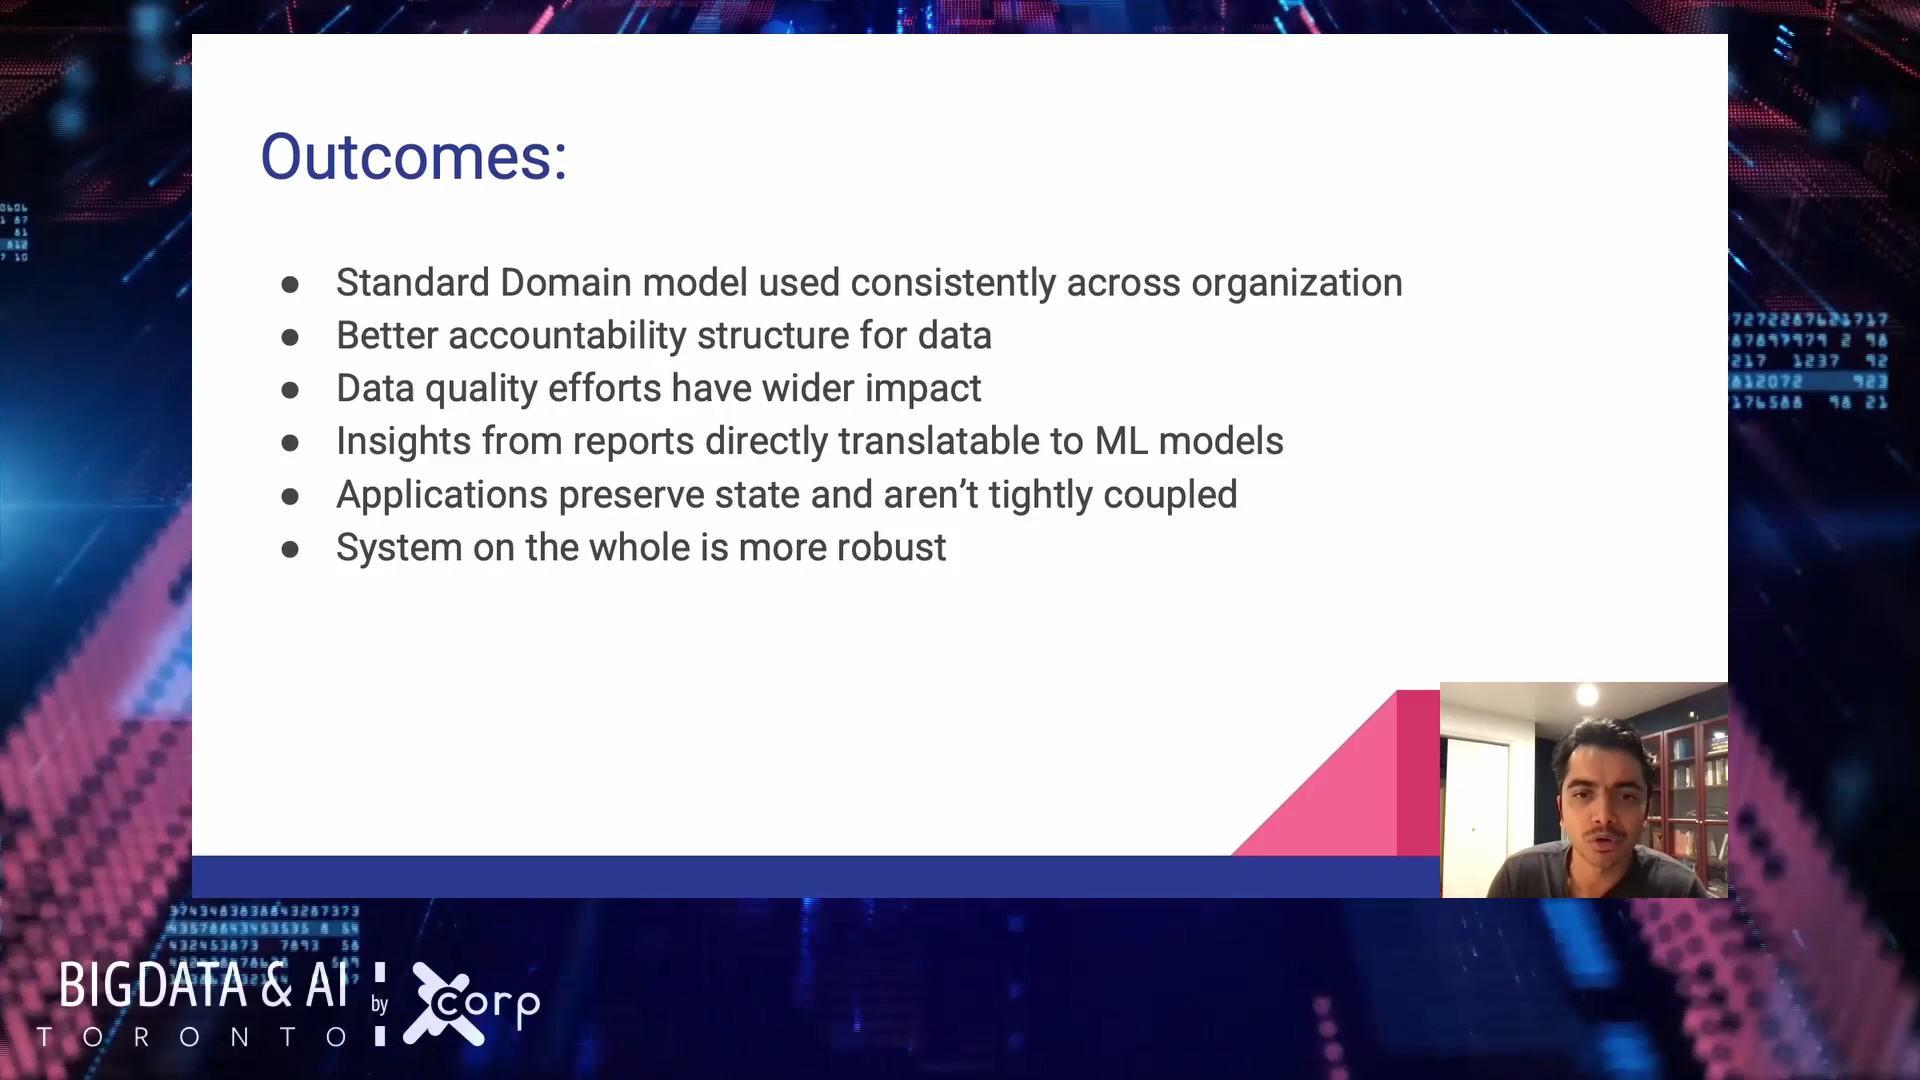 Outcomes:
● Standard Domain model used consistently across organization
● Better accountability structure for data
● Data quality efforts have wider impact
● Insights from reports directly translatable to ML models
● Applications preserve state and aren’t tightly coupled
● System on the whole is more robust
BIGDATA & AI
TORONTO
by
corp